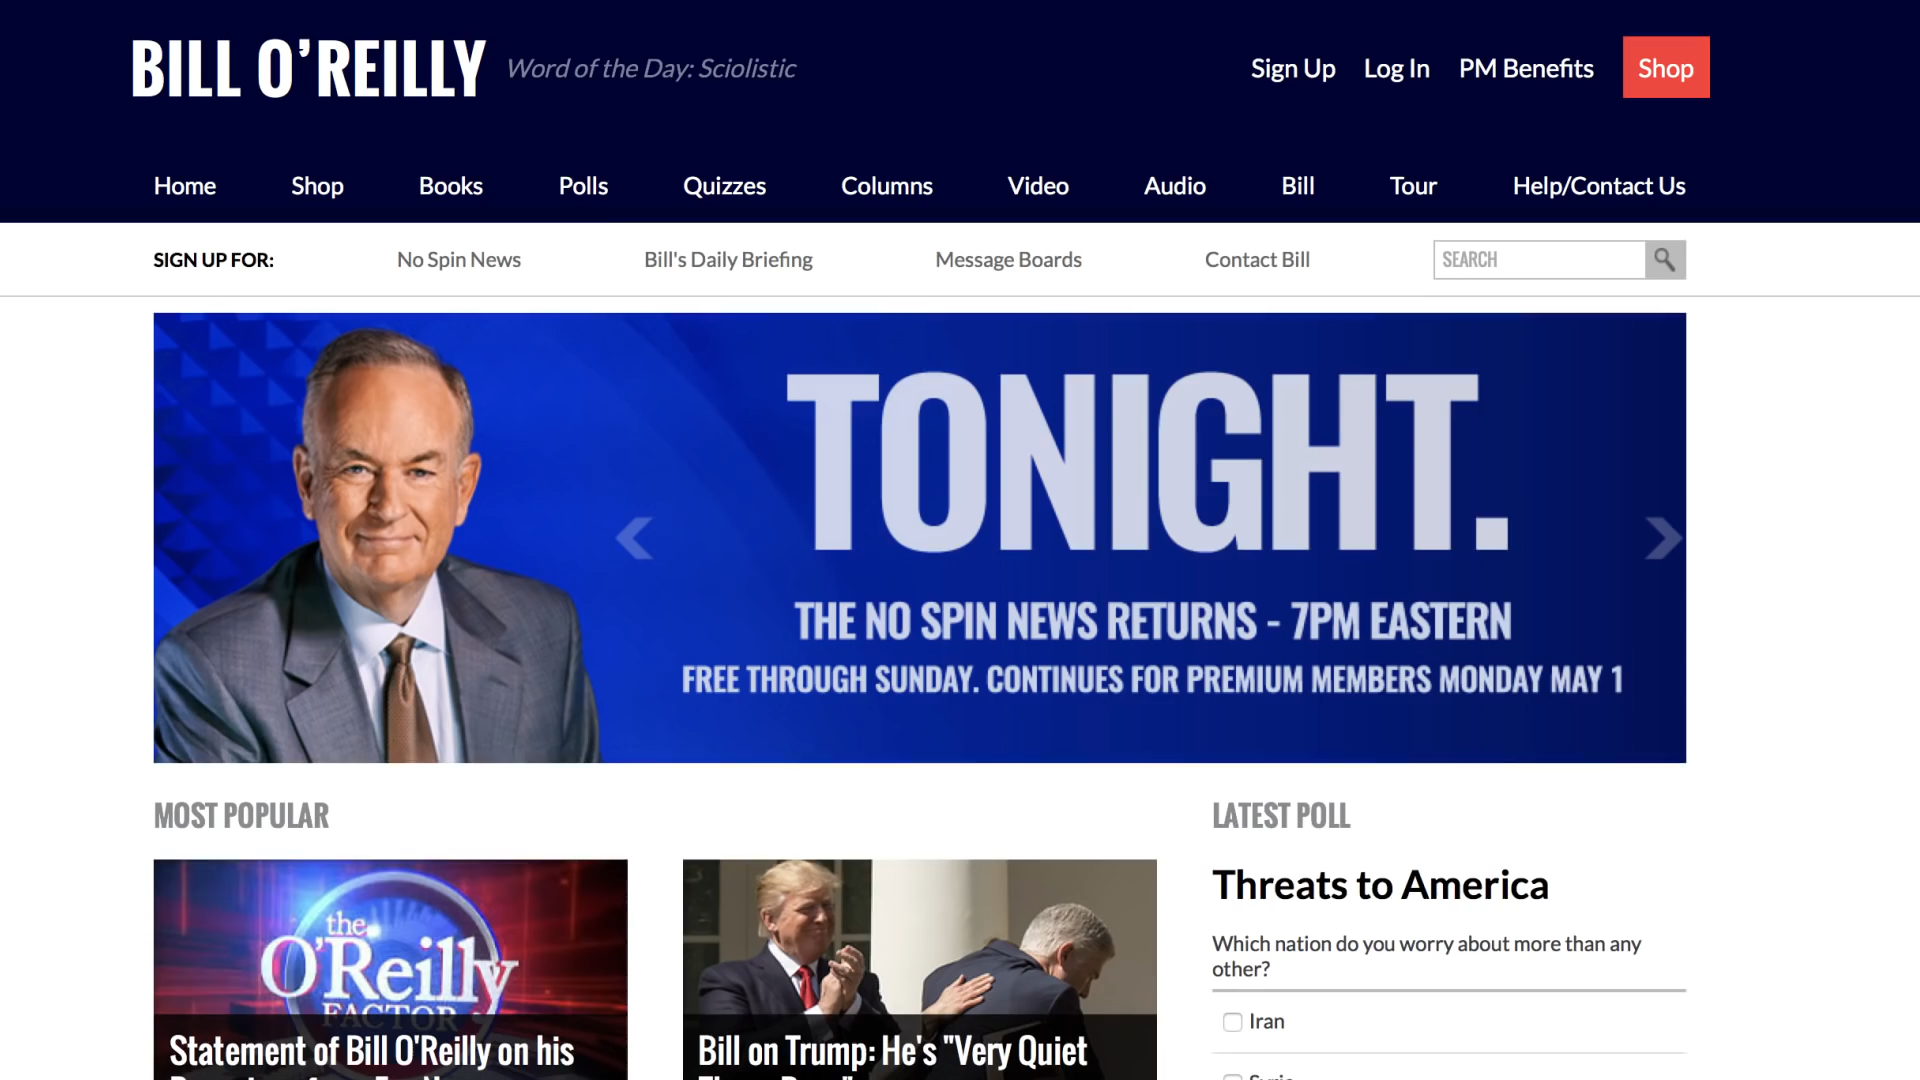 BILL O'REILLY
Word of the Day: Sciolistic
Sign Up
Log In
PM Benefits
Shop
Home
Shop
Books
Polls
Quizzes
Columns
Video
Audio
Bill
Tour
Help/Contact Us
SIGN UP FOR:
No Spin News
Bill's Daily Briefing
Message Boards
Contact Bill
SEARCH
TONIGHT.
THE NO SPIN NEWS RETURNS - 7PM EASTERN
FREE THROUGH SUNDAY. CONTINUES FOR PREMIUM MEMBERS MONDAY MAY 1
MOST POPULAR
the
O'Reilly
FACTOR
Statement of Bill O'Reilly on his
Bill on Trump: He's "Very Quiet
LATEST POLL
Threats to America
Which nation do you worry about more than any
other?
Iran